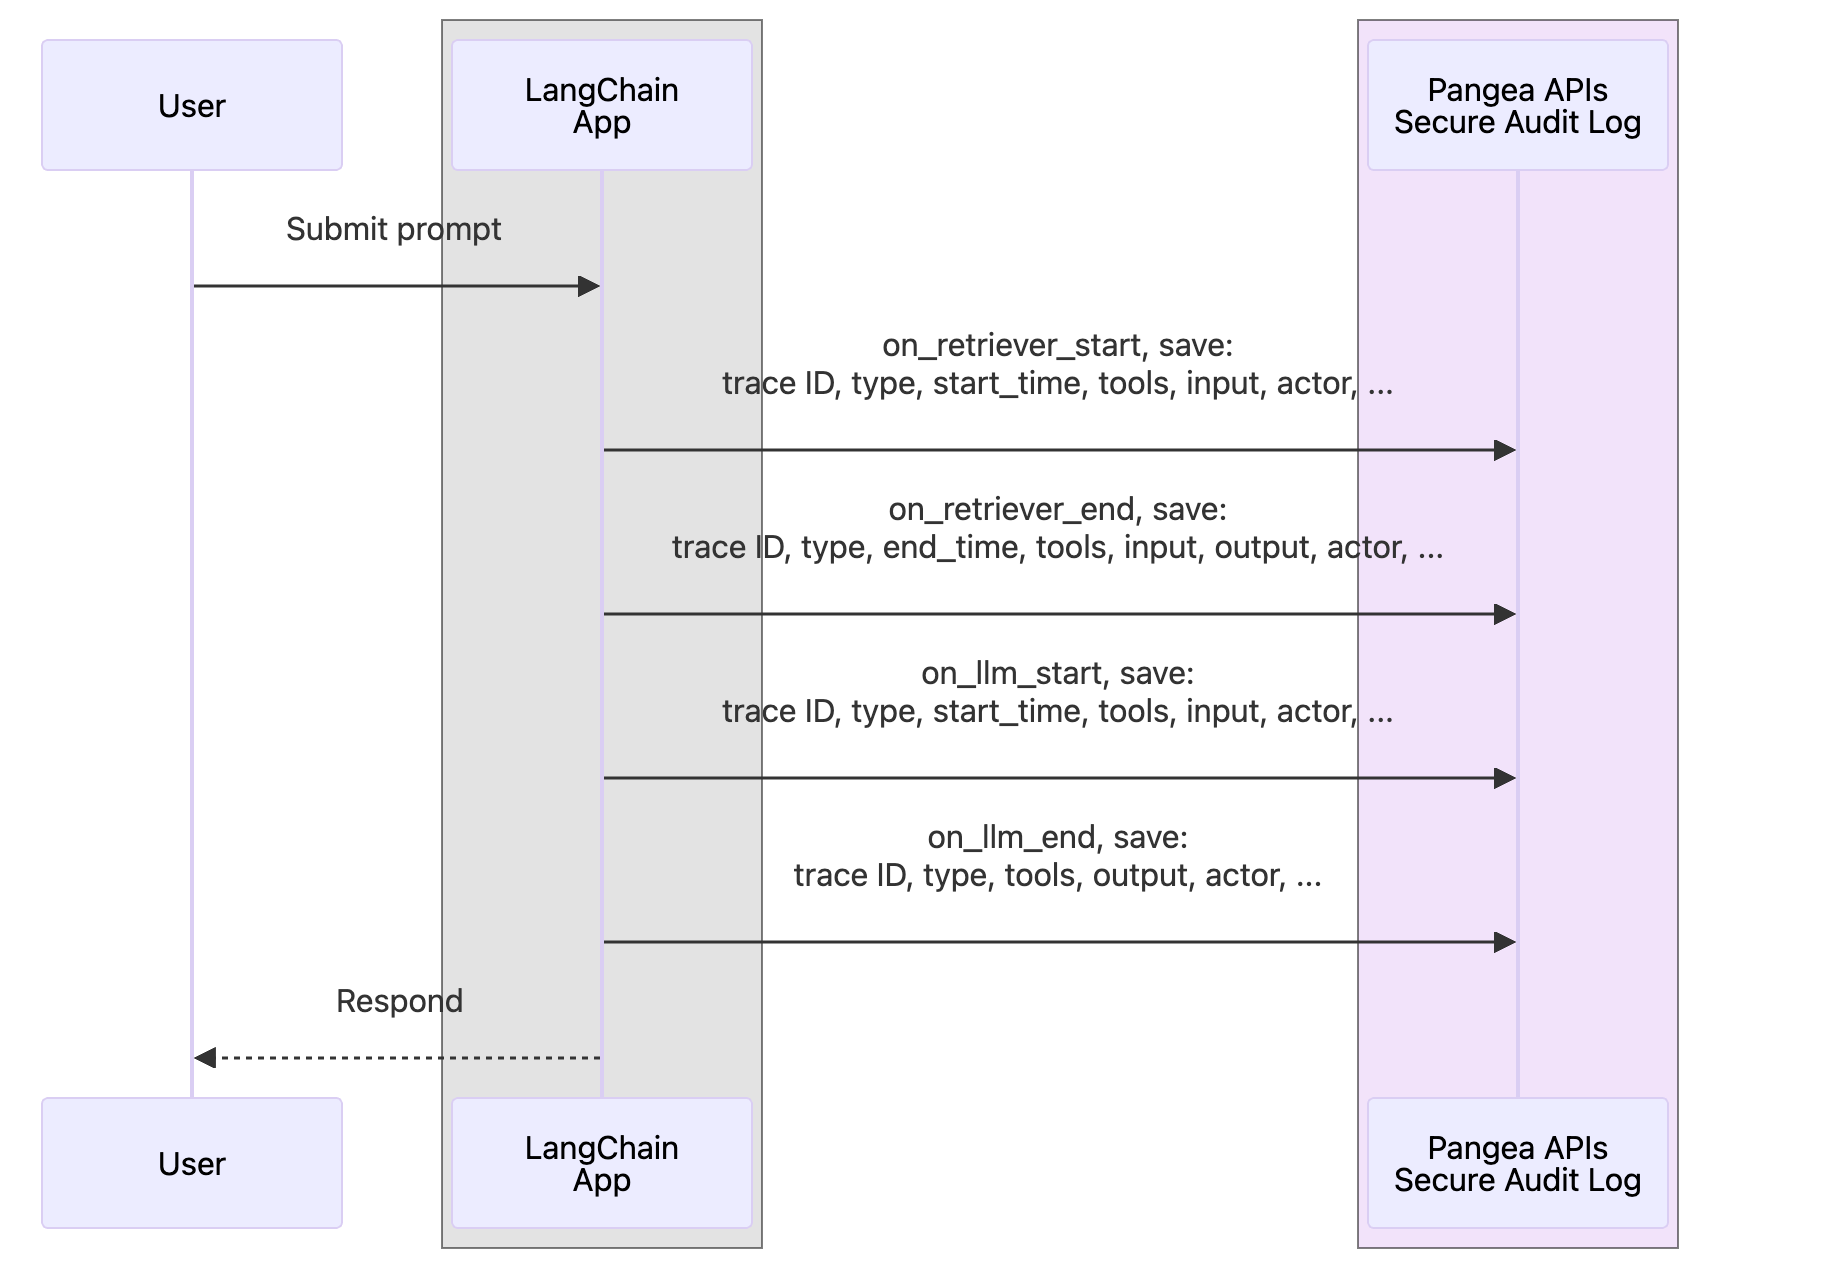 User
LangChain
App
Pangea APIs
Secure Audit Log
Submit prompt
on_retriever_start, save:
trace ID, type, start_time, tools, input, actor, ...
on_retriever_end, save:
trace ID, type, end_time, tools, input, output, actor, ...
on_llm_start, save:
trace ID, type, start_time, tools, input, actor, ...
on_llm_end, save:
trace ID, type, tools, output, actor, ...
Respond
User
LangChain
App
Pangea APIs
Secure Audit Log